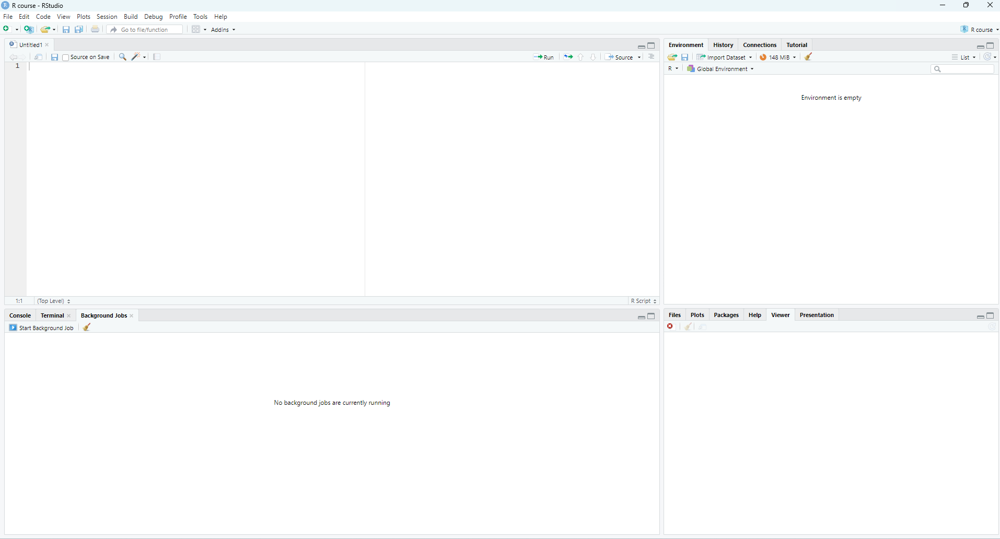 R course - RStudio
File Edit Code View Plots Session Build Debug Profile Tools Help
Go to file/function Addins R course
Untitled1
Source on Save Run Source
1
1:1 (Top Level) R Script
Environment History Connections Tutorial
Import Dataset 148 MiB List
R Global Environment
Environment is empty
Console Terminal Background Jobs
Start Background Job
No background jobs are currently running
Files Plots Packages Help Viewer Presentation